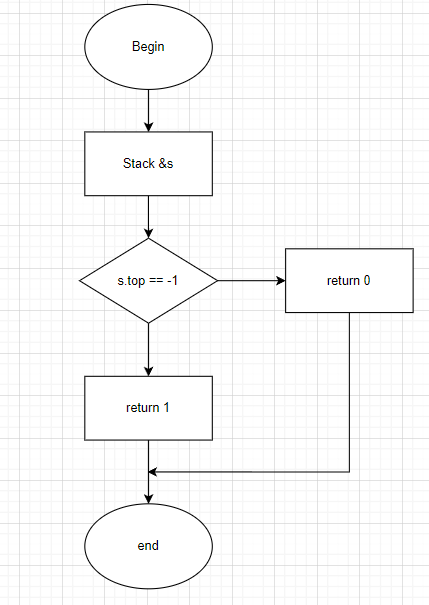 Begin
Stack &s
s.top == -1
return 0
return 1
end